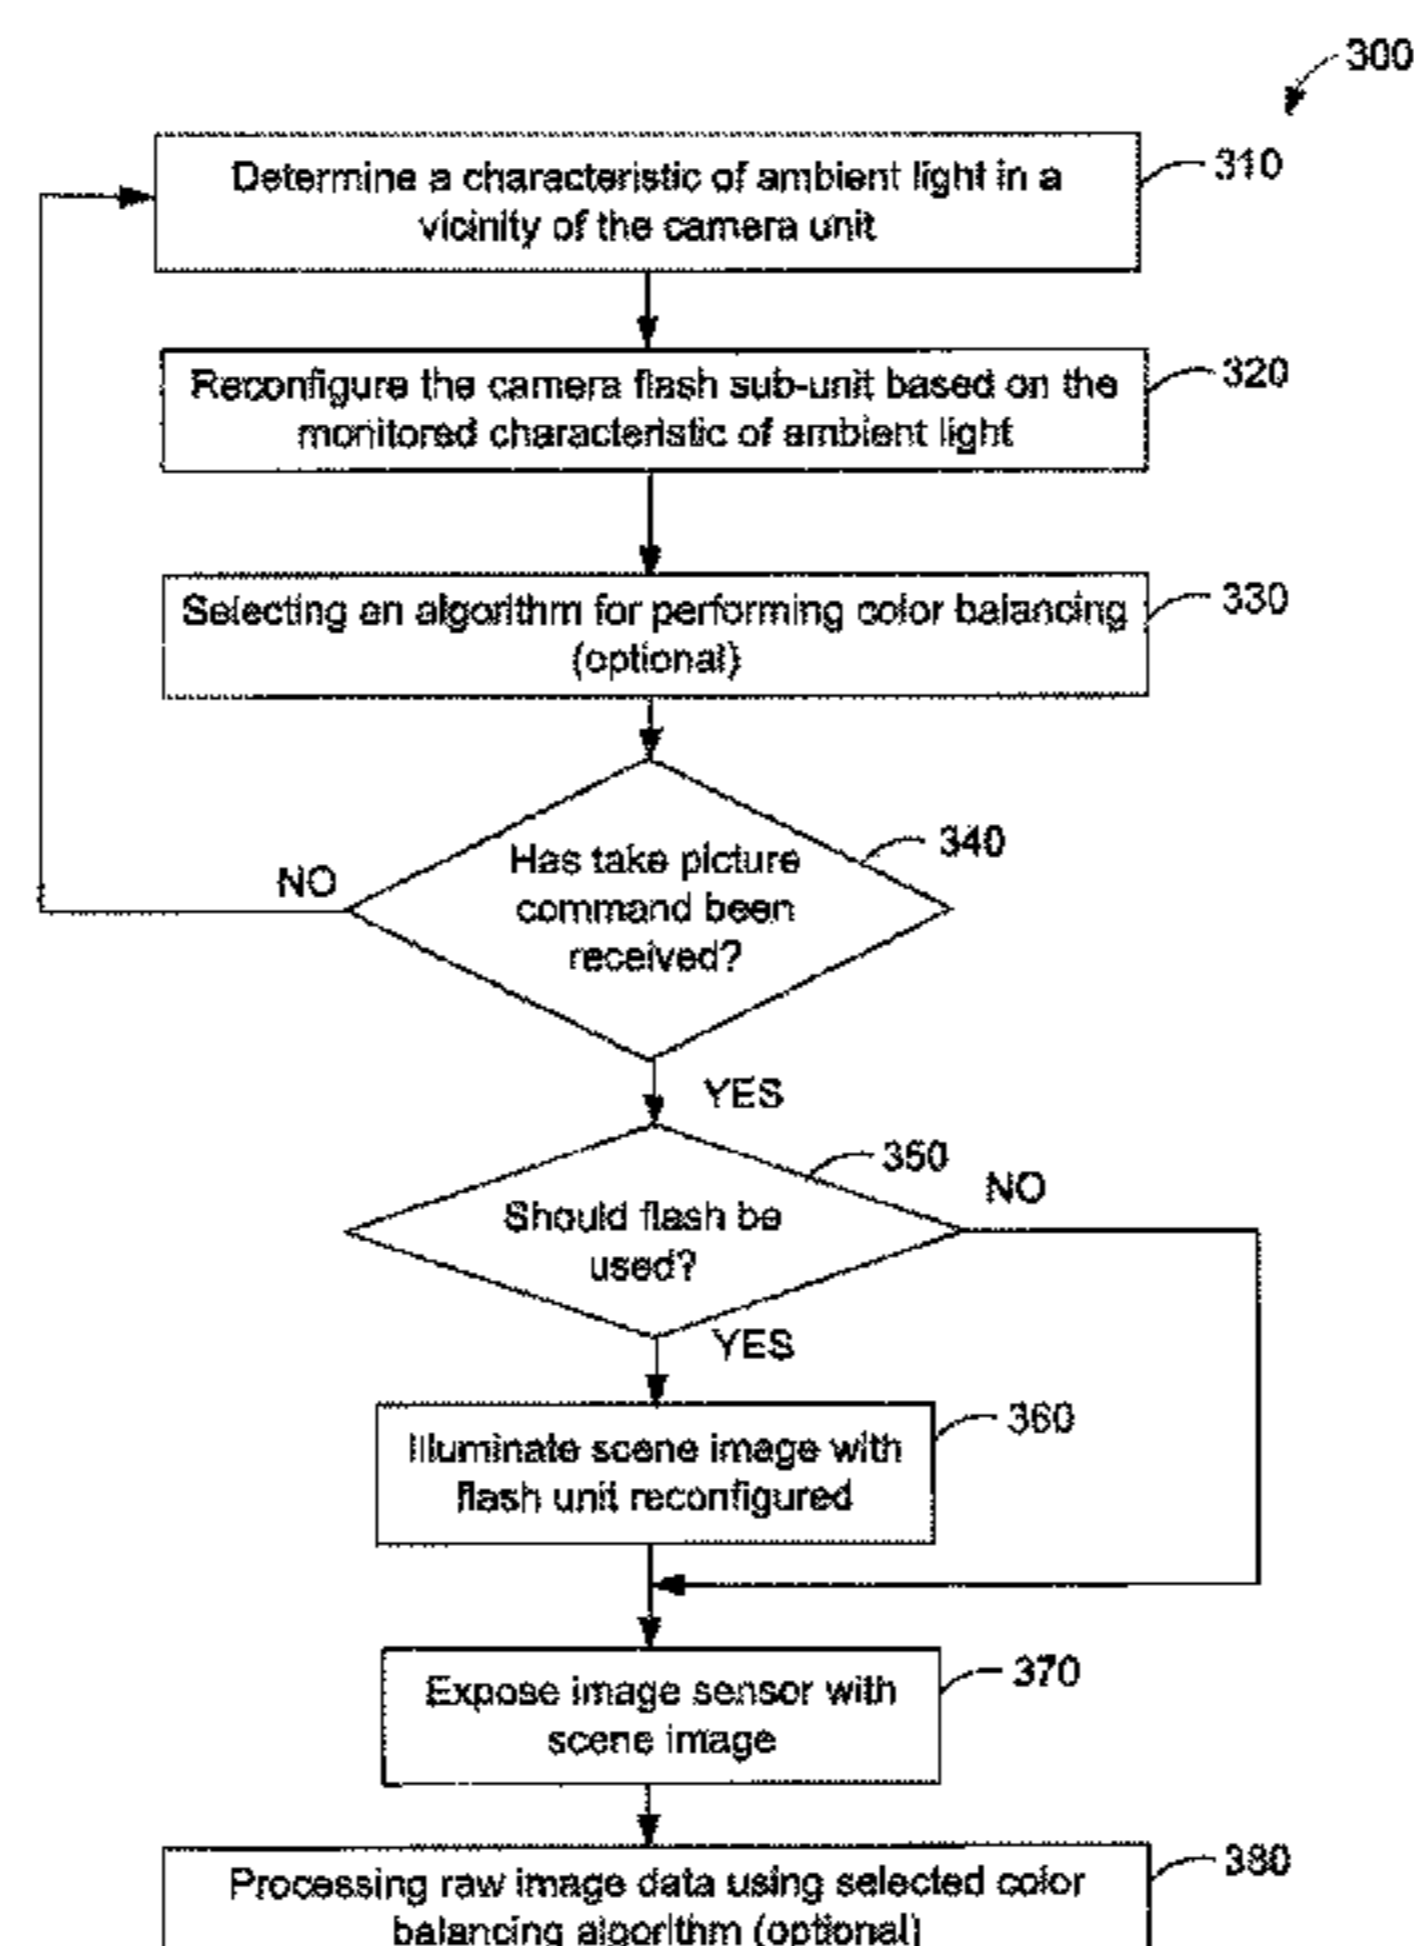 300
Determine a characteristic of ambient light in a
vicinity of the camera unit
310
Reconfigure the camera flash sub-unit based on the
monitored characteristic of ambient light
320
Selecting an algorithm for performing color balancing
(optional)
330
Has take picture
command been
received?
340
NO
YES
Should flash be
used?
350
NO
YES
Illuminate scene image with
flash unit reconfigured
360
Expose image sensor with
scene image
370
Processing raw image data using selected color
balancing algorithm (optional)
380